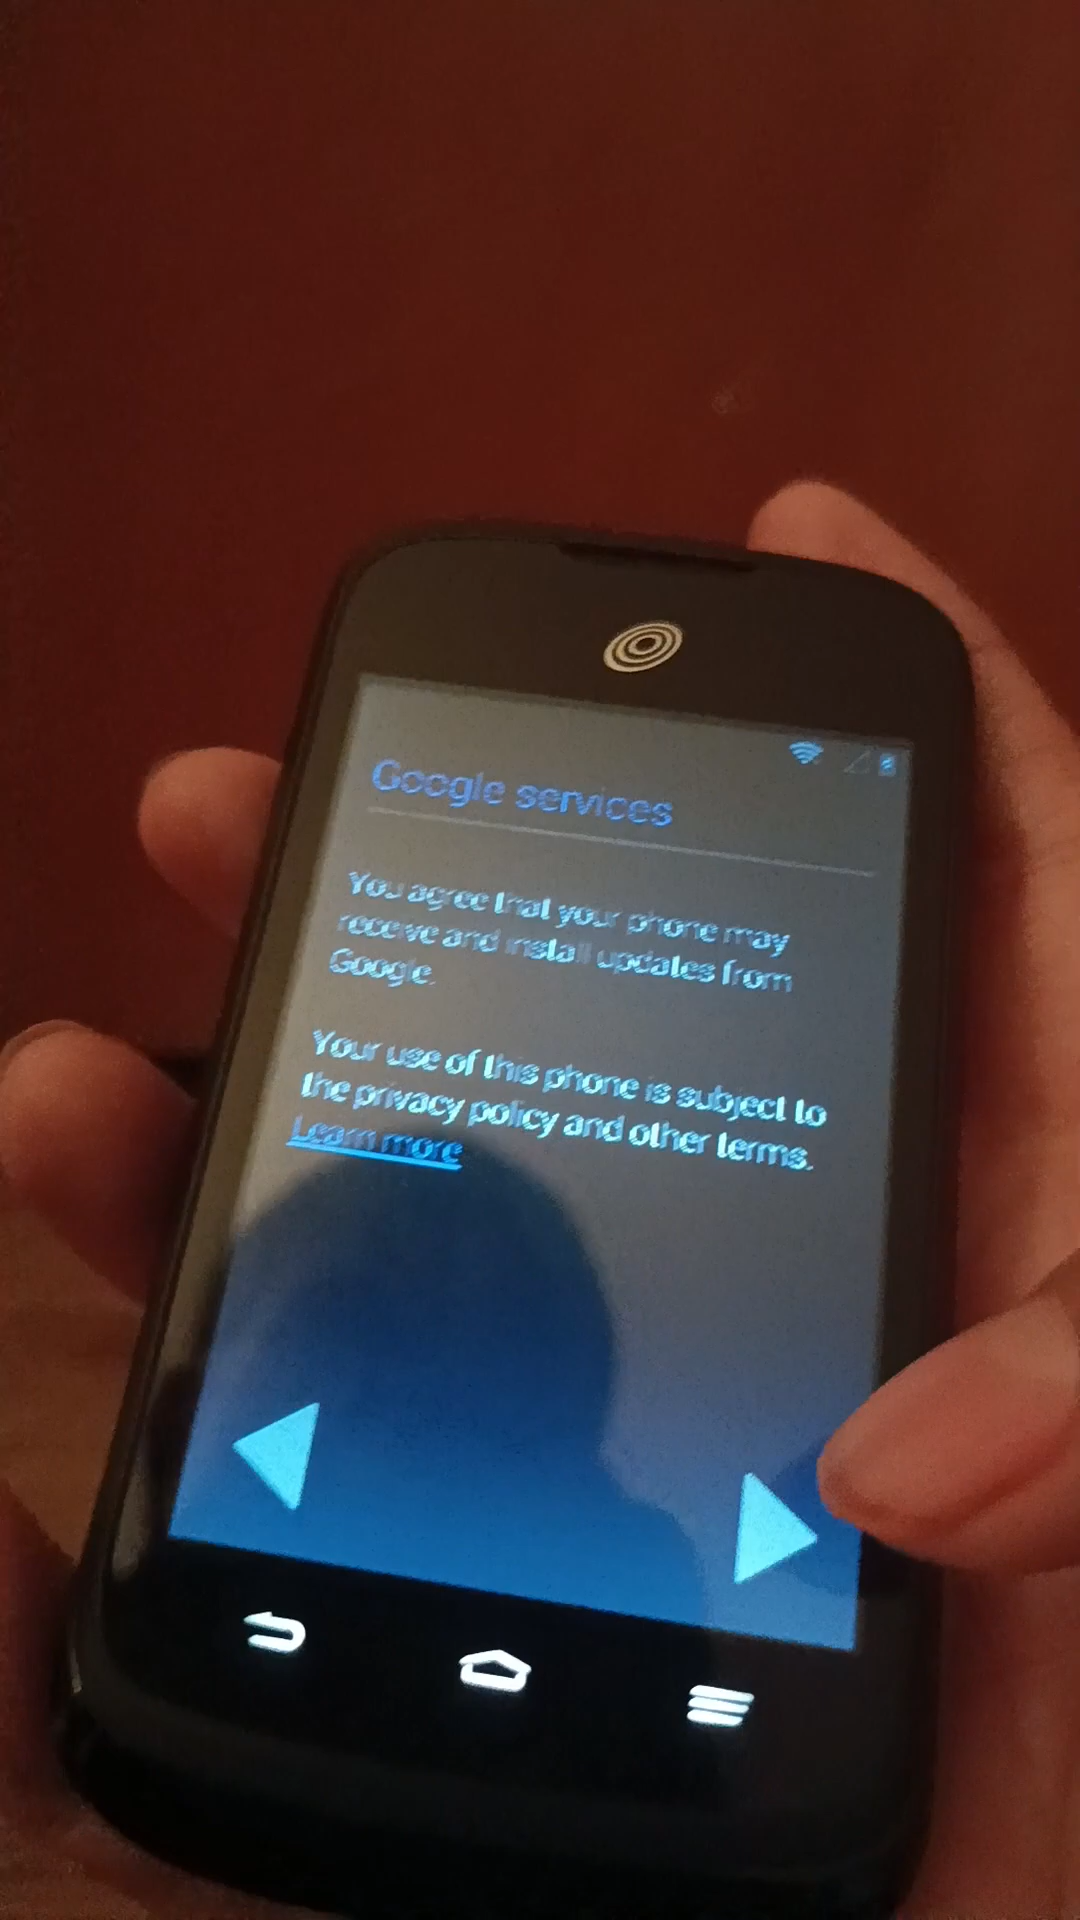 Google services
You agree that your phone may
receive and install updates from
Google.
Your use of this phone is subject to
the privacy policy and other terms.
Learn more